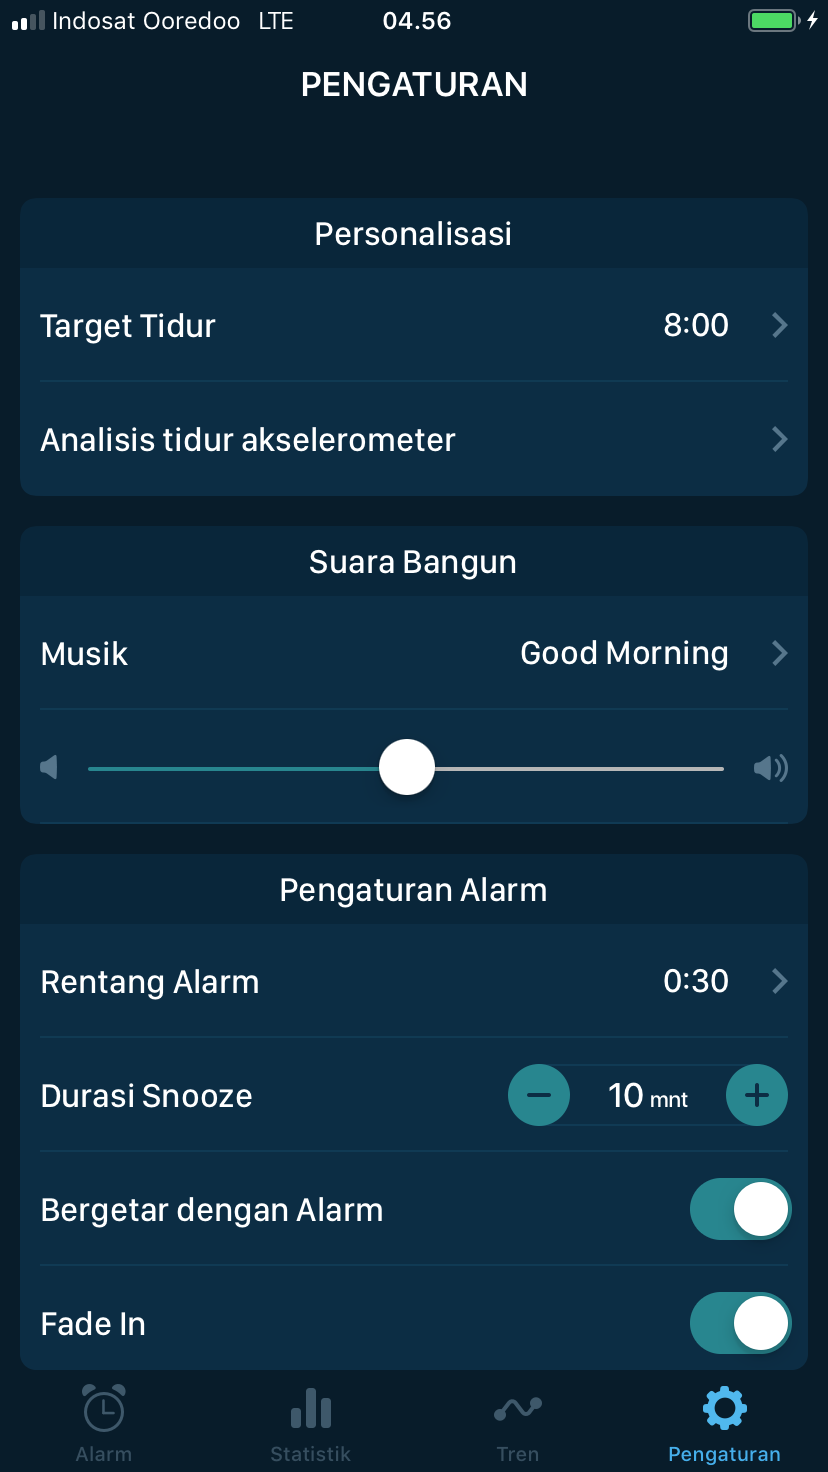 Indosat Ooredoo LTE 04.56
PENGATURAN
Personalisasi
Target Tidur 8:00
Analisis tidur akselerometer
Suara Bangun
Musik Good Morning
Pengaturan Alarm
Rentang Alarm 0:30
Durasi Snooze 10 mnt
Bergetar dengan Alarm
Fade In
Alarm Statistik Tren Pengaturan